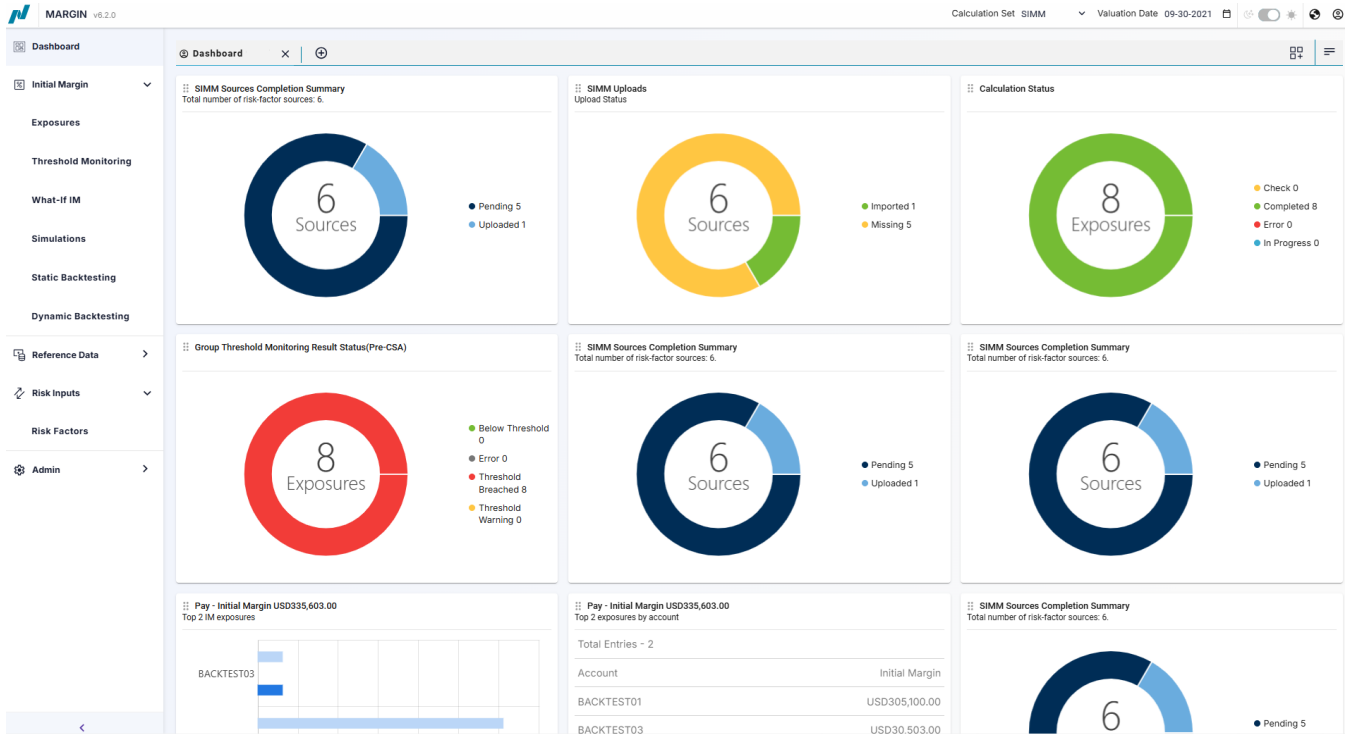 MARGIN v6.2.0
Calculation Set SIMM
Valuation Date 09-30-2021
Dashboard
Initial Margin
Exposures
Threshold Monitoring
What-If IM
Simulations
Static Backtesting
Dynamic Backtesting
Reference Data
Risk Inputs
Risk Factors
Admin
Dashboard
SIMM Sources Completion Summary
Total number of risk-factor sources: 6.
6
Sources
Pending 5
Uploaded 1
SIMM Uploads
Upload Status
6
Sources
Imported 1
Missing 5
Calculation Status
8
Exposures
Check 0
Completed 8
Error 0
In Progress 0
Group Threshold Monitoring Result Status(Pre-CSA)
8
Exposures
Below Threshold
0
Error 0
Threshold
Breached 8
Threshold
Warning 0
SIMM Sources Completion Summary
Total number of risk-factor sources: 6.
6
Sources
Pending 5
Uploaded 1
SIMM Sources Completion Summary
Total number of risk-factor sources: 6.
6
Sources
Pending 5
Uploaded 1
Pay - Initial Margin USD335,603.00
Top 2 IM exposures
BACKTEST03
Pay - Initial Margin USD335,603.00
Top 2 exposures by account
Total Entries - 2
Account Initial Margin
BACKTEST01 USD305,100.00
BACKTEST03 USD30,503.00
SIMM Sources Completion Summary
Total number of risk-factor sources: 6.
6
Pending 5